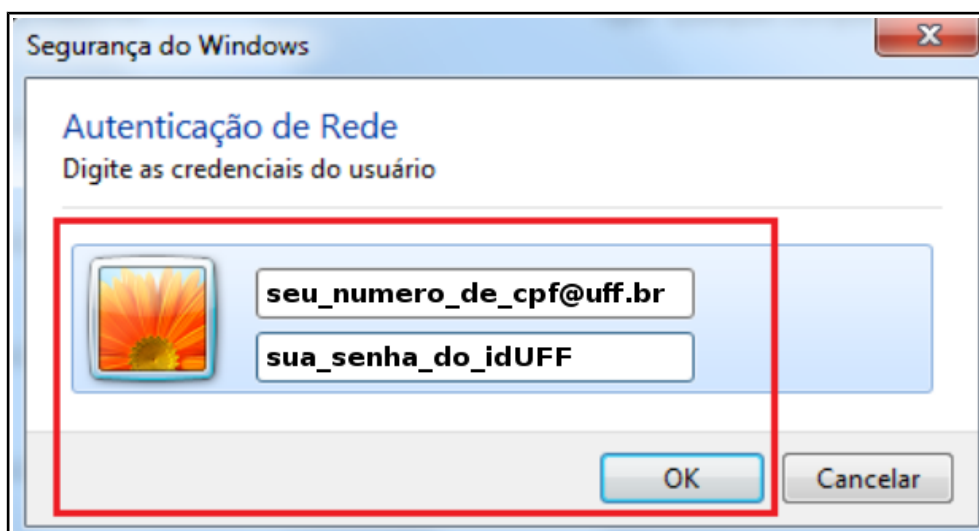 Segurança do Windows
Autenticação de Rede
Digite as credenciais do usuário
seu_numero_de_cpf@uff.br
sua_senha_do_idUFF
OK
Cancelar